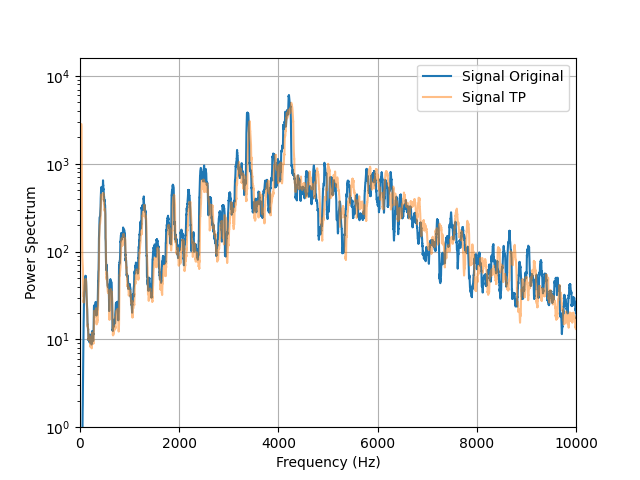 Signal Original
Signal TP
10⁴
10³
10²
10¹
10⁰
Power Spectrum
0 2000 4000 6000 8000 10000
Frequency (Hz)